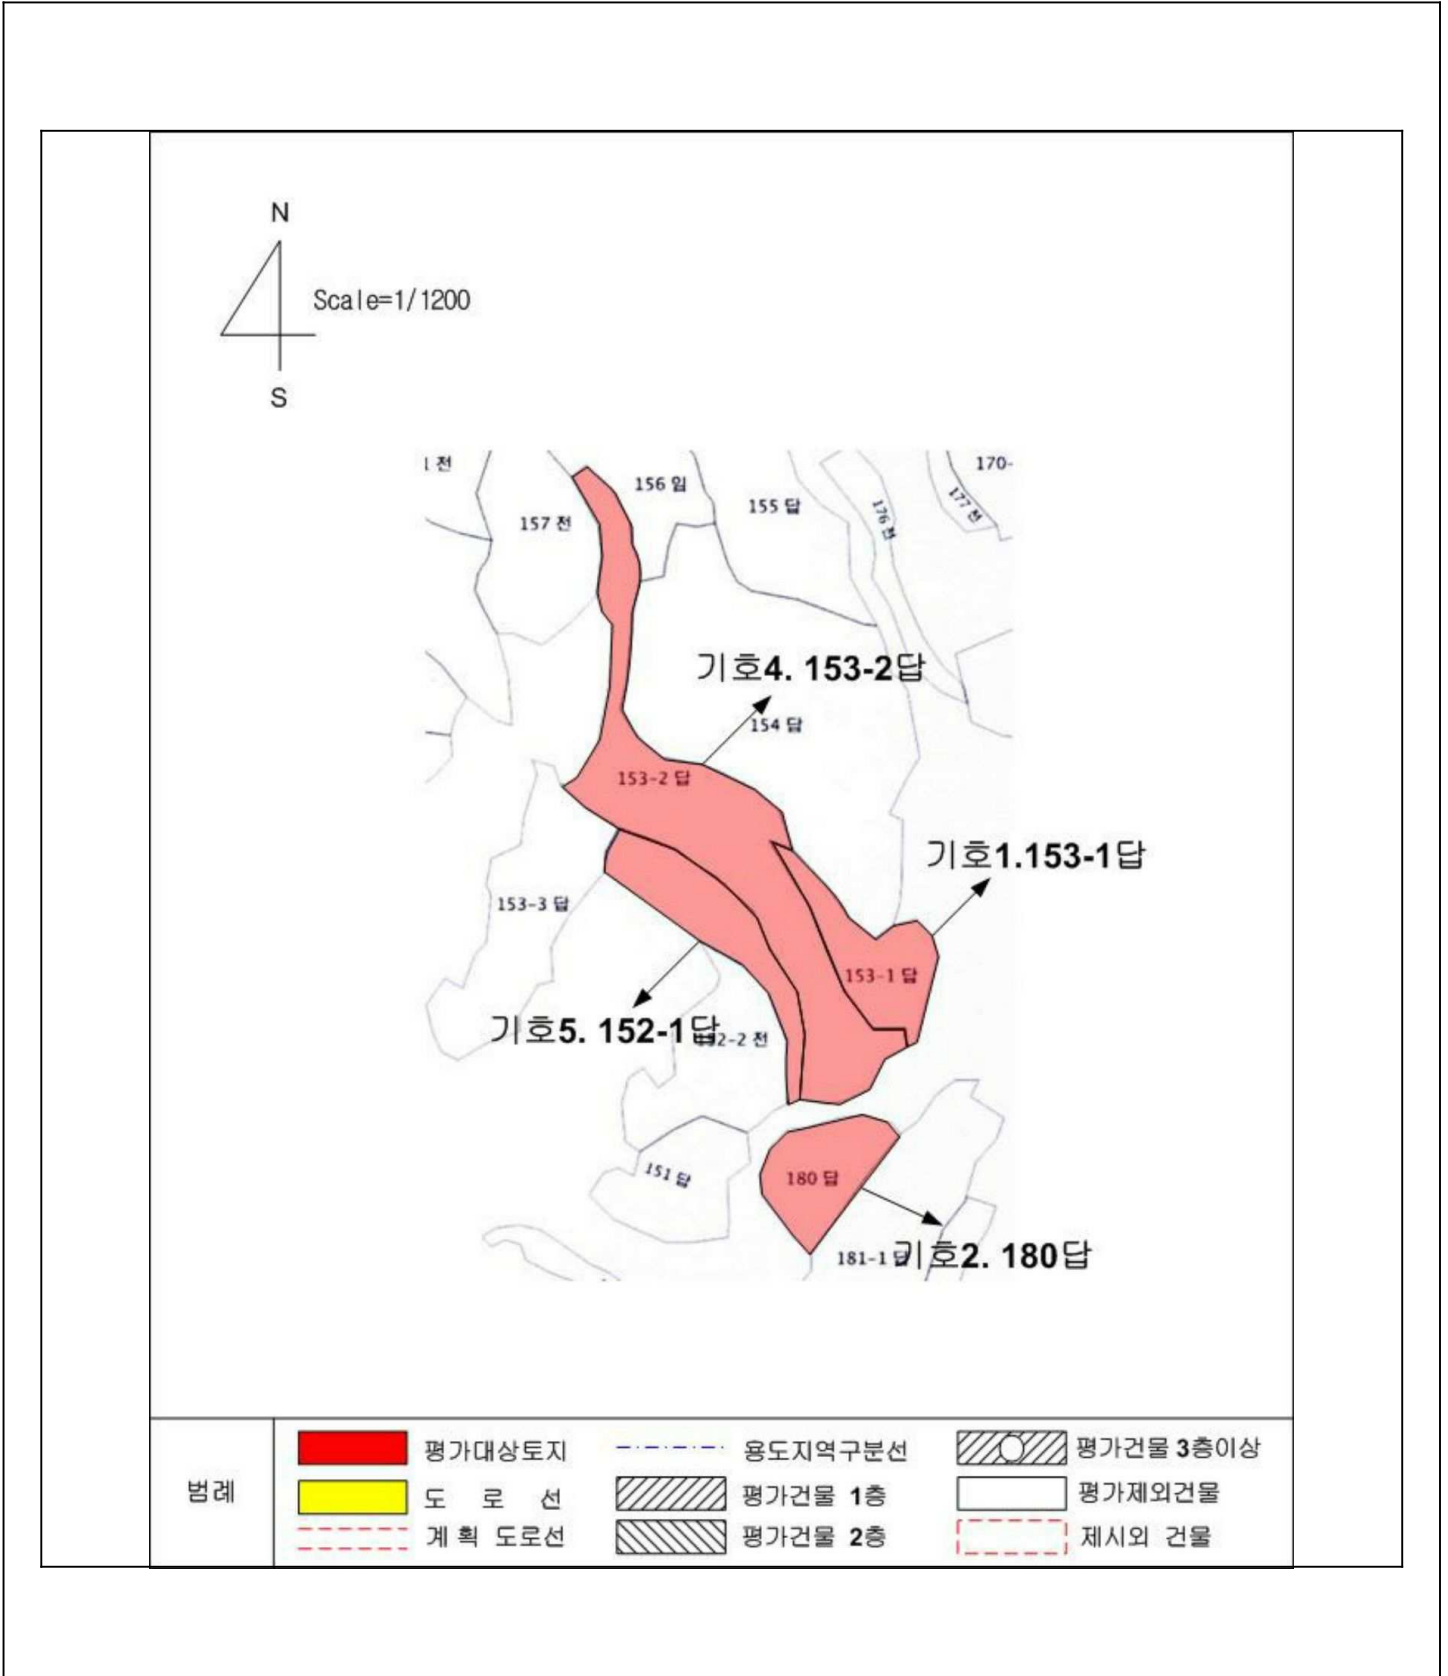 N
Scale=1/1200
S
1 전
170-
156 임
177 전
155 답
176 전
157 전
기호4. 153-2답
154 답
153-2 답
기호1.153-1답
153-3 답
153-1 답
기호5. 152-1답
152-2 전
151 답
180 답
181-1 답
기호2. 180답
범례
평가대상토지
용도지역구분선
평가건물 3층이상
도 로 선
평가건물 1층
평가제외건물
계 획 도로선
평가건물 2층
제시외 건물